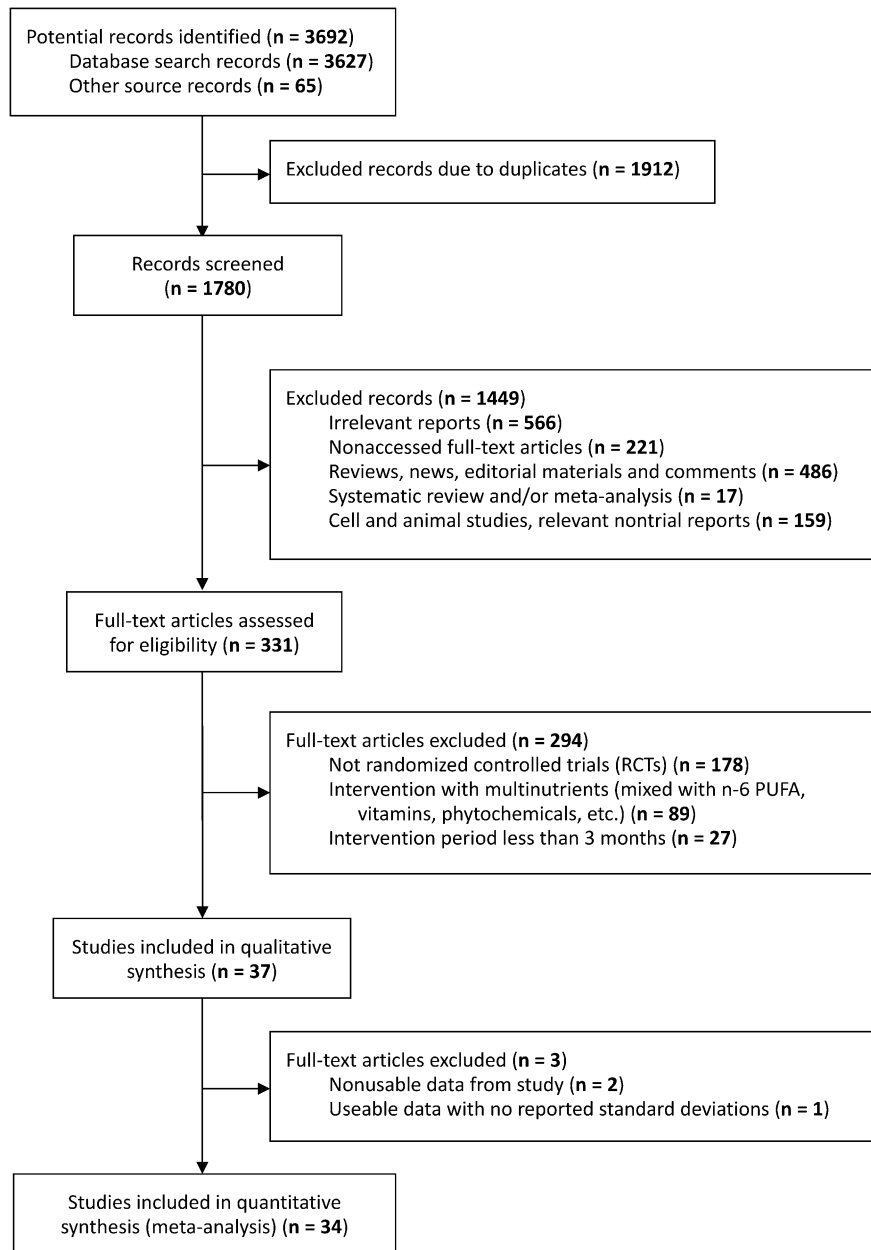 Potential records identified (n = 3692)
Database search records (n = 3627)
Other source records (n = 65)
Excluded records due to duplicates (n = 1912)
Records screened
(n = 1780)
Excluded records (n = 1449)
Irrelevant reports (n = 566)
Nonaccessed full-text articles (n = 221)
Reviews, news, editorial materials and comments (n = 486)
Systematic review and/or meta-analysis (n = 17)
Cell and animal studies, relevant nontrial reports (n = 159)
Full-text articles assessed
for eligibility (n = 331)
Full-text articles excluded (n = 294)
Not randomized controlled trials (RCTs) (n = 178)
Intervention with multinutrients (mixed with n-6 PUFA,
vitamins, phytochemicals, etc.) (n = 89)
Intervention period less than 3 months (n = 27)
Studies included in qualitative
synthesis (n = 37)
Full-text articles excluded (n = 3)
Nonusable data from study (n = 2)
Useable data with no reported standard deviations (n = 1)
Studies included in quantitative
synthesis (meta-analysis) (n = 34)